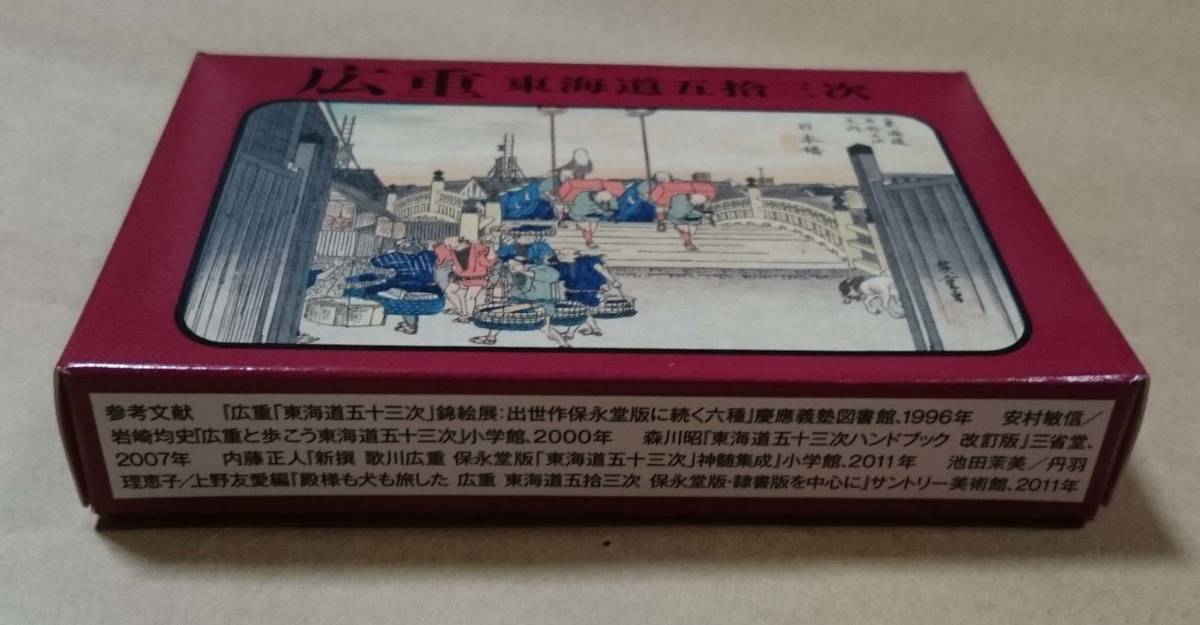 広重 東海道五拾三次
東海道
五拾三次
之内
日本橋
参考文献 『広重「東海道五十三次」錦絵展:出世作保永堂版に続く六種』慶應義塾図書館、1996年 安村敏信/
岩崎均史『広重と歩こう東海道五十三次』小学館、2000年 森川昭『東海道五十三次ハンドブック 改訂版』三省堂、
2007年 内藤正人『新撰 歌川広重 保永堂版「東海道五十三次」神髄集成』小学館、2011年 池田芙美/丹羽
理恵子/上野友愛編『殿様も犬も旅した 広重 東海道五拾三次 保永堂版・隷書版を中心に』サントリー美術館、2011年